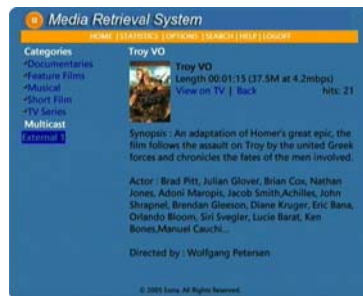 Media Retrieval System
HOME | STATISTICS | OPTIONS | SEARCH | HELP | LOGOFF
Categories
Documentaries
Feature Films
Musical
Short Film
TV Series
Multicast
External 1
Troy VO
Troy VO
Length 00:01:15 (37.5M at 4.2mbps)
View on TV | Back hits: 21
Synopsis : An adaptation of Homer's great epic, the
film follows the assault on Troy by the united Greek
forces and chronicles the fates of the men involved.
Actor : Brad Pitt, Julian Glover, Brian Cox, Nathan
Jones, Adoni Maropis, Jacob Smith,Achilles, John
Shrapnel, Brendan Gleeson, Diane Kruger, Eric Bana,
Orlando Bloom, Siri Svegler, Lucie Barat, Ken
Bones,Manuel Cauchi...
Directed by : Wolfgang Petersen
© 2005 
 All Rights Reserved.